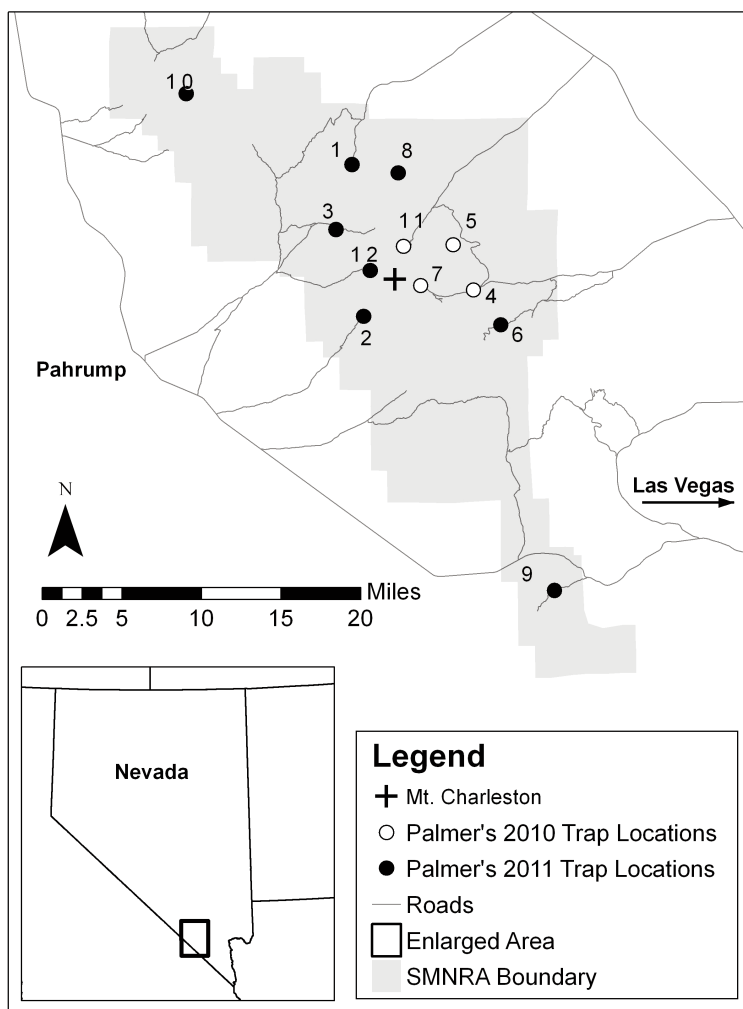 10
1
8
3
11
5
12
7
4
2
6
Pahrump
Las Vegas
N
9
Miles
0 2.5 5 10 15 20
Nevada
Legend
Mt. Charleston
Palmer's 2010 Trap Locations
Palmer's 2011 Trap Locations
Roads
Enlarged Area
SMNRA Boundary